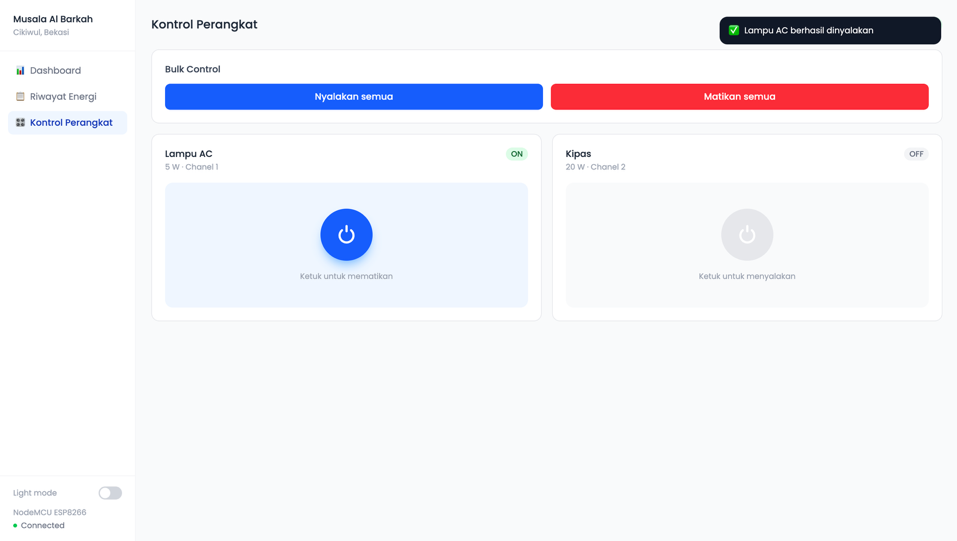 Musala Al Barkah
Cikiwul, Bekasi
Dashboard
Riwayat Energi
Kontrol Perangkat
Light mode
NodeMCU ESP8266
Connected
Kontrol Perangkat
Lampu AC berhasil dinyalakan
Bulk Control
Nyalakan semua
Matikan semua
Lampu AC
ON
5 W · Chanel 1
Ketuk untuk mematikan
Kipas
OFF
20 W · Chanel 2
Ketuk untuk menyalakan